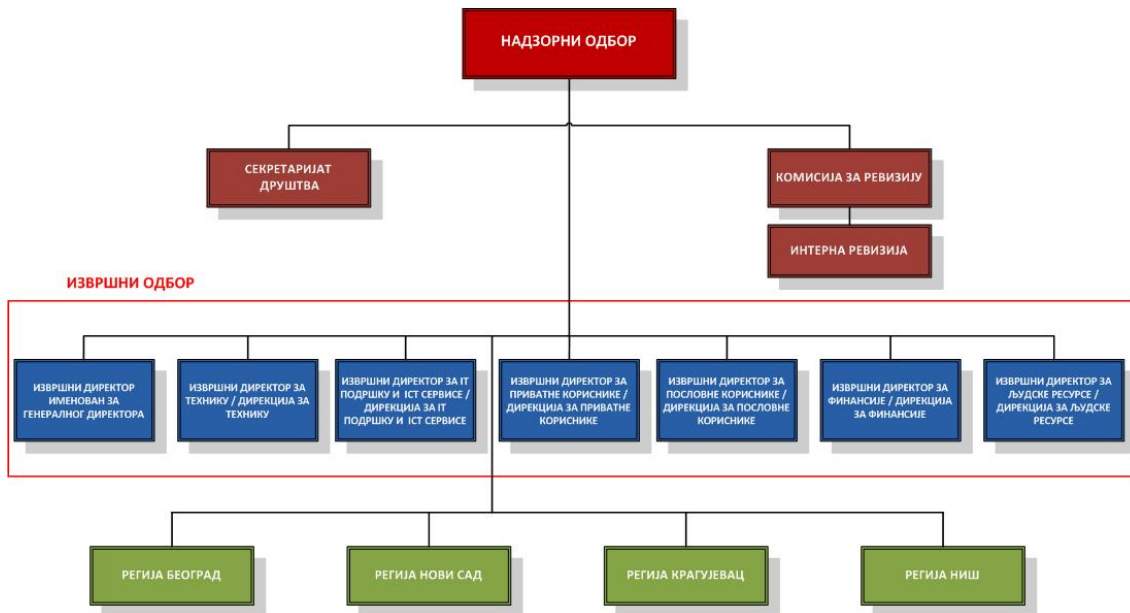 НАДЗОРНИ ОДБОР
СЕКРЕТАРИЈАТ
ДРУШТВА
КОМИСИЈА ЗА РЕВИЗИЈУ
ИНТЕРНА РЕВИЗИЈА
ИЗВРШНИ ОДБОР
ИЗВРШНИ ДИРЕКТОР
ИМЕНОВАН ЗА
ГЕНЕРАЛНОГ ДИРЕКТОРА
ИЗВРШНИ ДИРЕКТОР ЗА
ТЕХНИКУ / ДИРЕКЦИЈА ЗА
ТЕХНИКУ
ИЗВРШНИ ДИРЕКТОР ЗА IT
ПОДРШКУ И ICT СЕРВИСЕ /
ДИРЕКЦИЈА ЗА IT
ПОДРШКУ И ICT СЕРВИСЕ
ИЗВРШНИ ДИРЕКТОР ЗА
ПРИВАТНЕ КОРИСНИКЕ /
ДИРЕКЦИЈА ЗА ПРИВАТНЕ
КОРИСНИКЕ
ИЗВРШНИ ДИРЕКТОР ЗА
ПОСЛОВНЕ КОРИСНИКЕ /
ДИРЕКЦИЈА ЗА ПОСЛОВНЕ
КОРИСНИКЕ
ИЗВРШНИ ДИРЕКТОР ЗА
ФИНАНСИЈЕ / ДИРЕКЦИЈА
ЗА ФИНАНСИЈЕ
ИЗВРШНИ ДИРЕКТОР ЗА
ЉУДСКЕ РЕСУРСЕ /
ДИРЕКЦИЈА ЗА ЉУДСКЕ
РЕСУРСЕ
РЕГИЈА БЕОГРАД
РЕГИЈА НОВИ САД
РЕГИЈА КРАГУЈЕВАЦ
РЕГИЈА НИШ